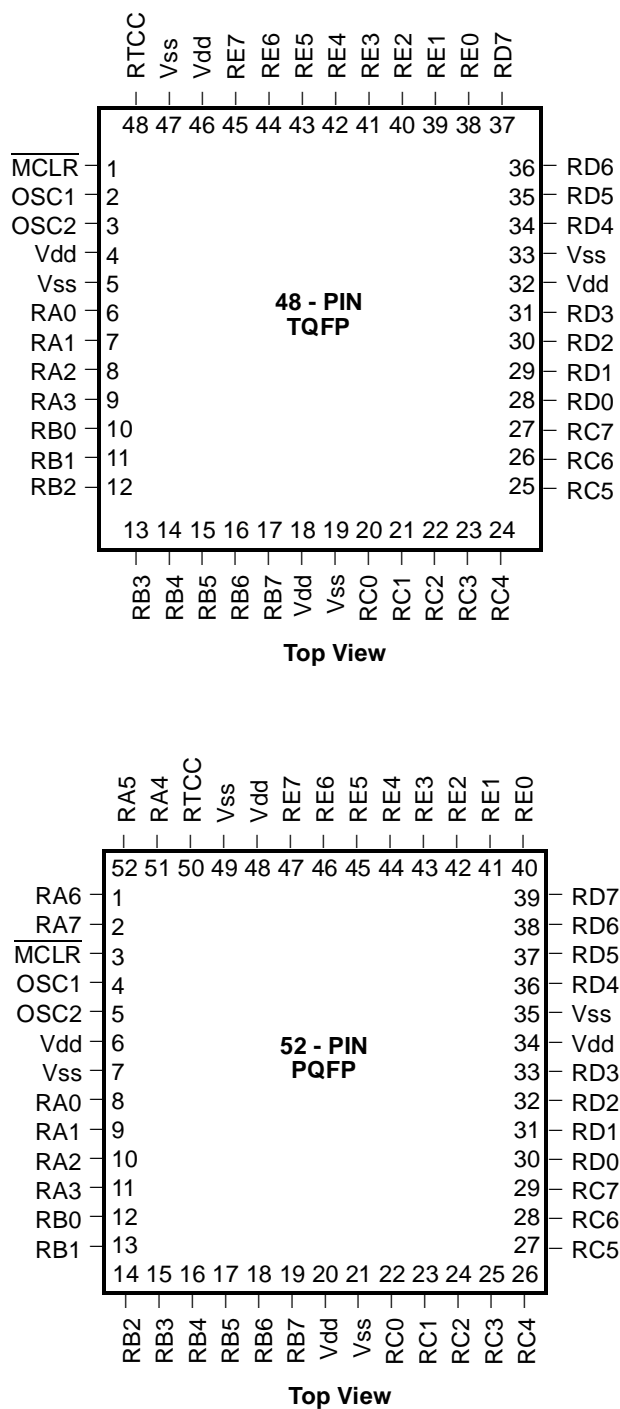 RTCC Vss Vdd RE7 RE6 RE5 RE4 RE3 RE2 RE1 RE0 RD7
48 47 46 45 44 43 42 41 40 39 38 37
MCLR 1 36 RD6
OSC1 2 35 RD5
OSC2 3 34 RD4
Vdd 4 33 Vss
Vss 5 32 Vdd
RA0 6 31 RD3
RA1 7 30 RD2
RA2 8 29 RD1
RA3 9 28 RD0
RB0 10 27 RC7
RB1 11 26 RC6
RB2 12 25 RC5
48 - PIN
TQFP
13 14 15 16 17 18 19 20 21 22 23 24
RB3 RB4 RB5 RB6 RB7 Vdd Vss RC0 RC1 RC2 RC3 RC4
Top View
RA5 RA4 RTCC Vss Vdd RE7 RE6 RE5 RE4 RE3 RE2 RE1 RE0
52 51 50 49 48 47 46 45 44 43 42 41 40
RA6 1 39 RD7
RA7 2 38 RD6
MCLR 3 37 RD5
OSC1 4 36 RD4
OSC2 5 35 Vss
Vdd 6 34 Vdd
Vss 7 33 RD3
RA0 8 32 RD2
RA1 9 31 RD1
RA2 10 30 RD0
RA3 11 29 RC7
RB0 12 28 RC6
RB1 13 27 RC5
52 - PIN
PQFP
14 15 16 17 18 19 20 21 22 23 24 25 26
RB2 RB3 RB4 RB5 RB6 RB7 Vdd Vss RC0 RC1 RC2 RC3 RC4
Top View